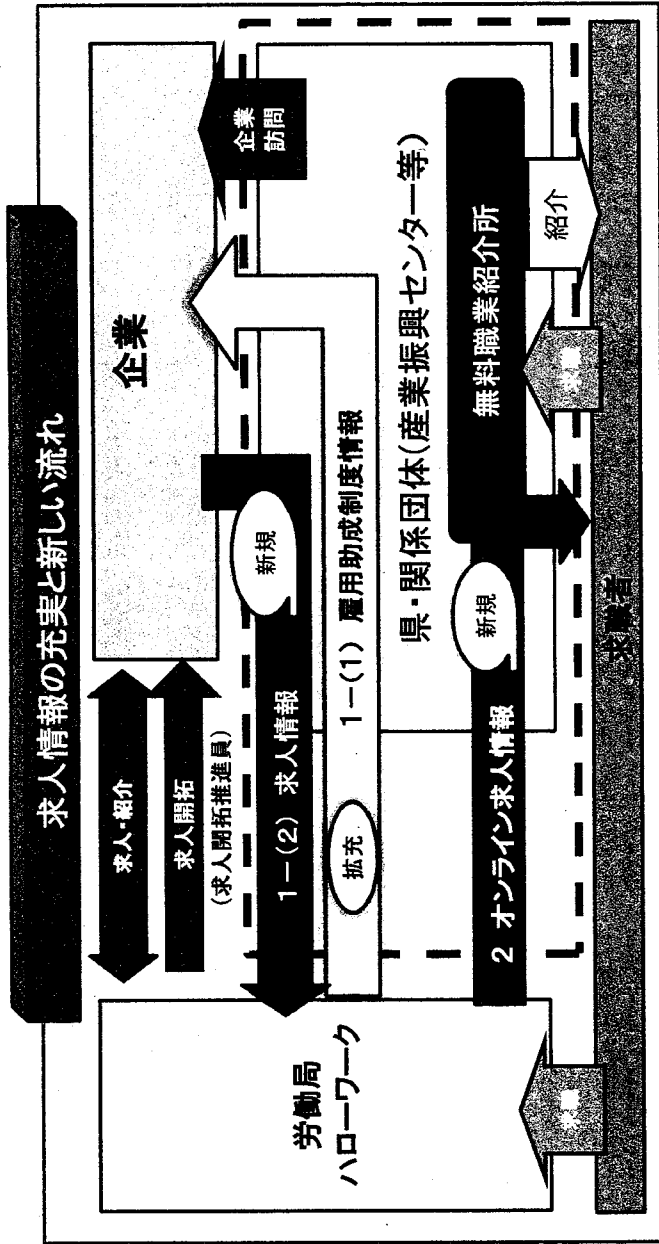 求人情報の充実と新しい流れ
労働局
ハローワーク
求人・紹介
求人開拓
(求人開拓推進員)
企業
企業
訪問
1－(2) 求人情報
新規
拡充
1－(1) 雇用助成制度情報
県・関係団体(産業振興センター等)
2 オンライン求人情報
新規
無料職業紹介所
求職
求職
紹介
求職者